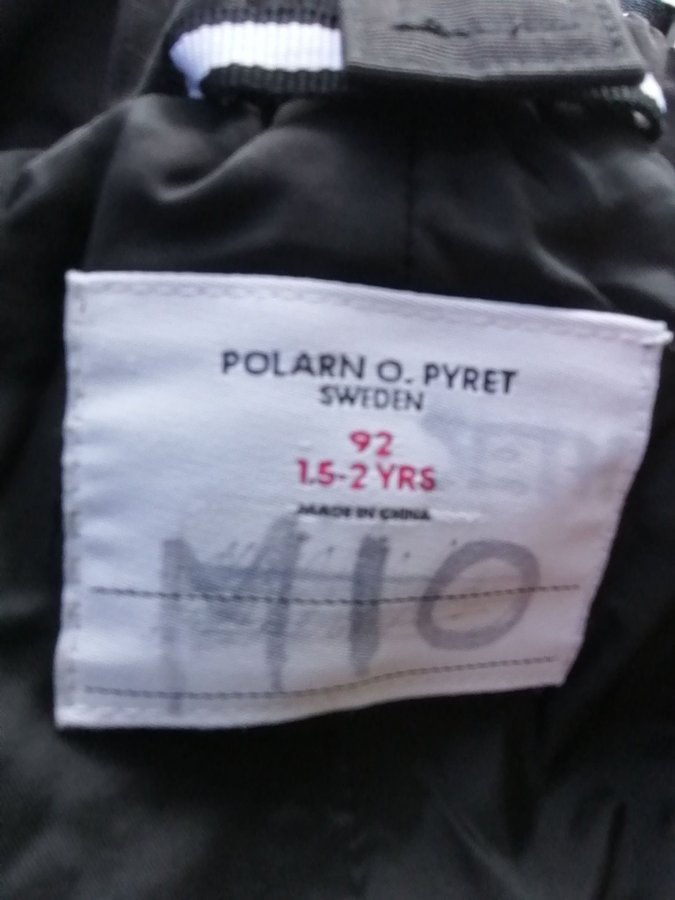 POLARN O. PYRET
SWEDEN
92
1.5-2 YRS
MADE IN CHINA
MIO